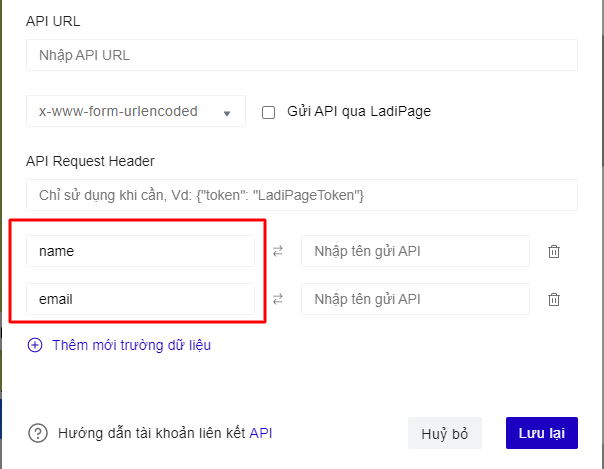 API URL
Nhập API URL
x-www-form-urlencoded
Gửi API qua LadiPage
API Request Header
Chỉ sử dụng khi cần, Vd: {"token": "LadiPageToken"}
name
Nhập tên gửi API
email
Nhập tên gửi API
Thêm mới trường dữ liệu
Hướng dẫn tài khoản liên kết API
Huỷ bỏ
Lưu lại